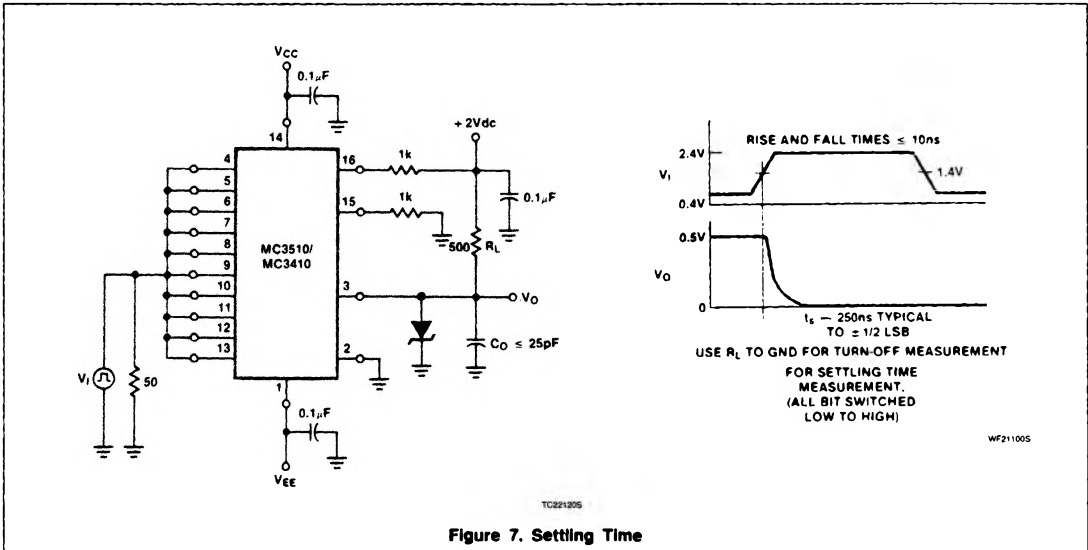 VCC
0.1µF
14
+2Vdc
4
5
6
7
8
9
10
11
12
13
MC3510/
MC3410
16
1k
15
1k
0.1µF
500 RL
3
VO
CO ≤ 25pF
2
VI
50
1
0.1µF
VEE
TC22120S
RISE AND FALL TIMES ≤ 10ns
2.4V
VI
1.4V
0.4V
0.5V
VO
0
ts — 250ns TYPICAL
TO ± 1/2 LSB
USE RL TO GND FOR TURN-OFF MEASUREMENT
FOR SETTLING TIME
MEASUREMENT.
(ALL BIT SWITCHED
LOW TO HIGH)
WF21100S
Figure 7. Settling Time